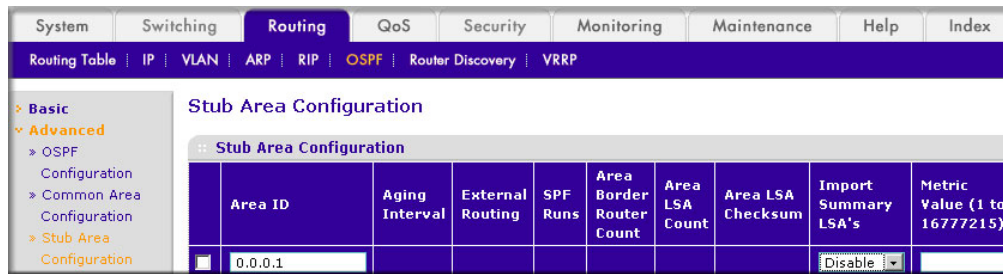 System Switching Routing QoS Security Monitoring Maintenance Help Index
Routing Table IP VLAN ARP RIP OSPF Router Discovery VRRP
Basic
Advanced
» OSPF
Configuration
» Common Area
Configuration
» Stub Area
Configuration
Stub Area Configuration
Stub Area Configuration
Area ID
Aging
Interval
External
Routing
SPF
Runs
Area
Border
Router
Count
Area
LSA
Count
Area LSA
Checksum
Import
Summary
LSA's
Metric
Value (1 to
16777215)
0.0.0.1
Disable